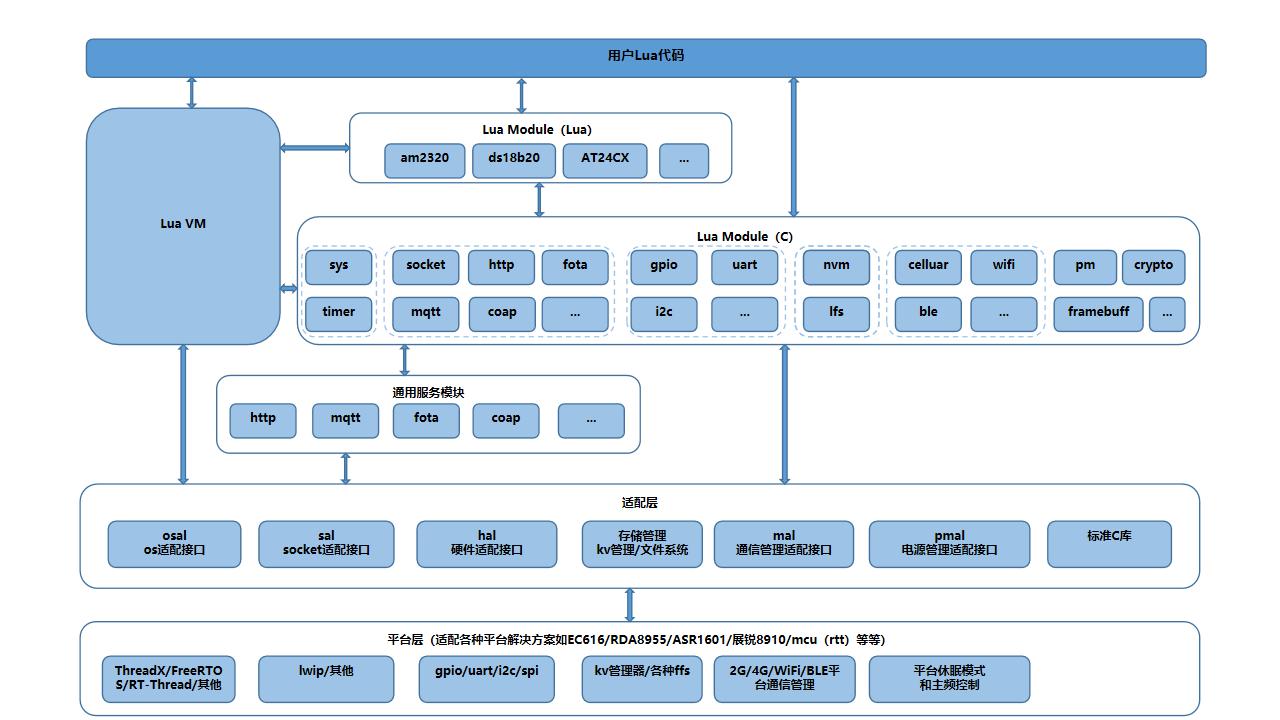 用户Lua代码
Lua VM
Lua Module（Lua）
am2320 ds18b20 AT24CX ...
Lua Module（C）
sys socket http fota gpio uart nvm celluar wifi pm crypto
timer mqtt coap ... i2c ... lfs ble ... framebuff ...
通用服务模块
http mqtt fota coap ...
适配层
osal
os适配接口
sal
socket适配接口
hal
硬件适配接口
存储管理
kv管理/文件系统
mal
通信管理适配接口
pmal
电源管理适配接口
标准C库
平台层（适配各种平台解决方案如EC616/RDA8955/ASR1601/展锐8910/mcu（rtt）等等）
ThreadX/FreeRTO
S/RT-Thread/其他
lwip/其他
gpio/uart/i2c/spi
kv管理器/各种ffs
2G/4G/WiFi/BLE平
台通信管理
平台休眠模式
和主频控制